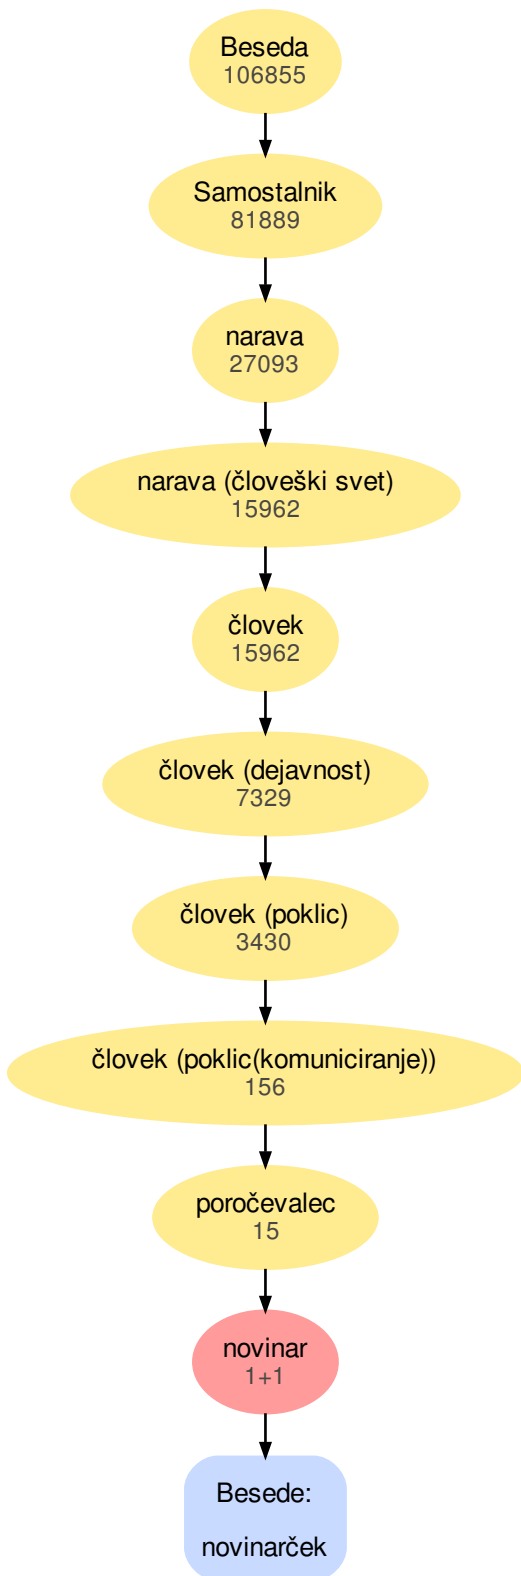 Beseda
106855
Samostalnik
81889
narava
27093
narava (človeški svet)
15962
človek
15962
človek (dejavnost)
7329
človek (poklic)
3430
človek (poklic(komuniciranje))
156
poročevalec
15
novinar
1+1
Besede:
novinarček